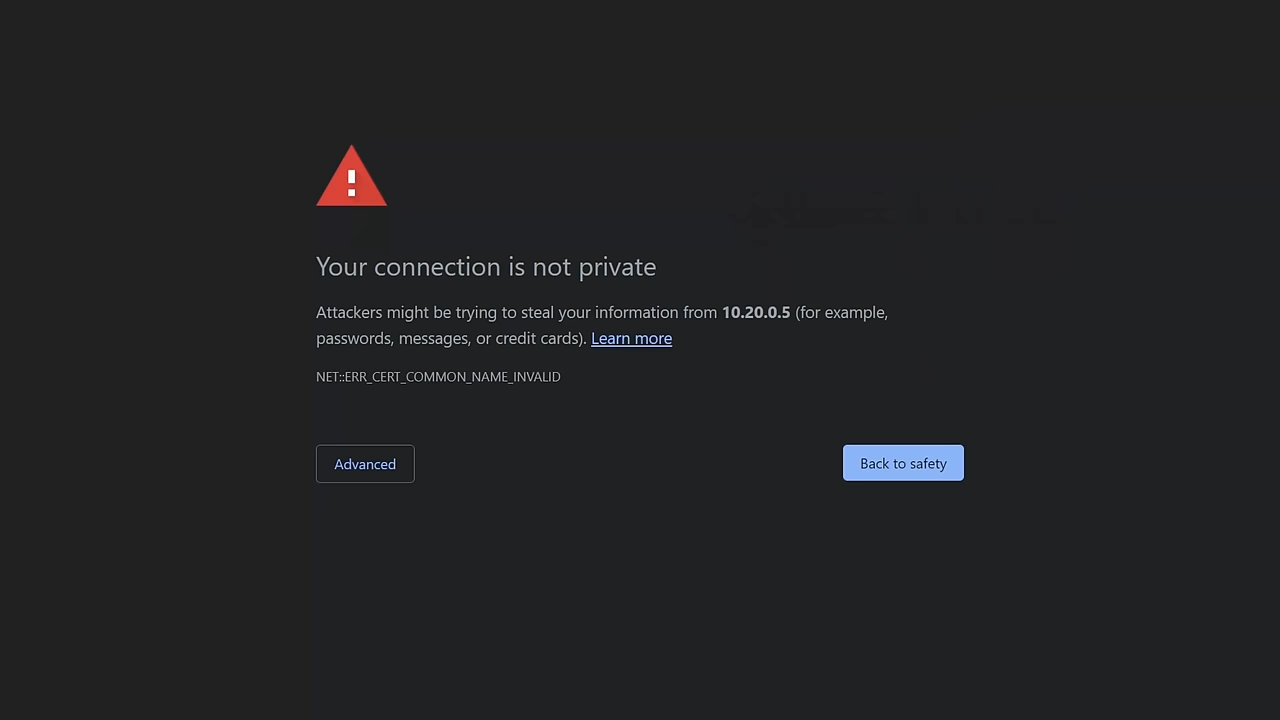 Your connection is not private
Attackers might be trying to steal your information from 10.20.0.5 (for example,
passwords, messages, or credit cards). Learn more
NET::ERR_CERT_COMMON_NAME_INVALID
Advanced
Back to safety